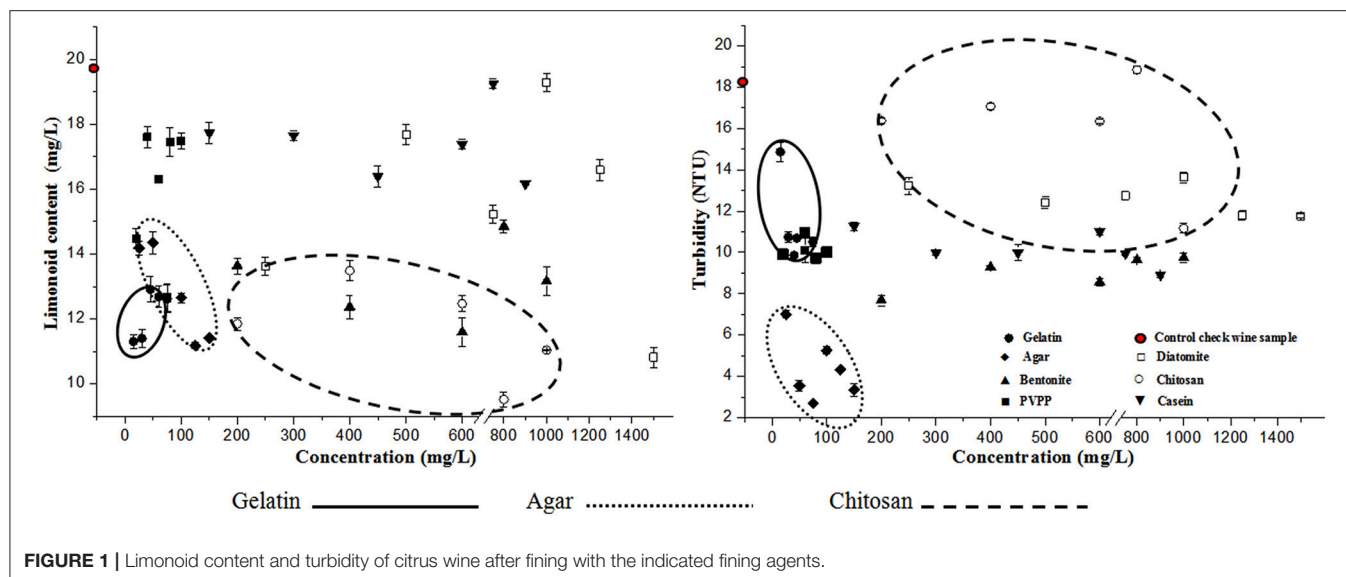 Limonoid content (mg/L)
20
18
16
14
12
10
0 100 200 300 400 500 600 800 1000 1200 1400
Concentration (mg/L)
Turbidity (NTU)
20
18
16
14
12
10
8
6
4
2
0 100 200 300 400 500 600 800 1000 1200 1400
Concentration (mg/L)
Gelatin Control check wine sample
Agar Diatomite
Bentonite Chitosan
PVPP Casein
Gelatin Agar Chitosan
FIGURE 1 | Limonoid content and turbidity of citrus wine after fining with the indicated fining agents.